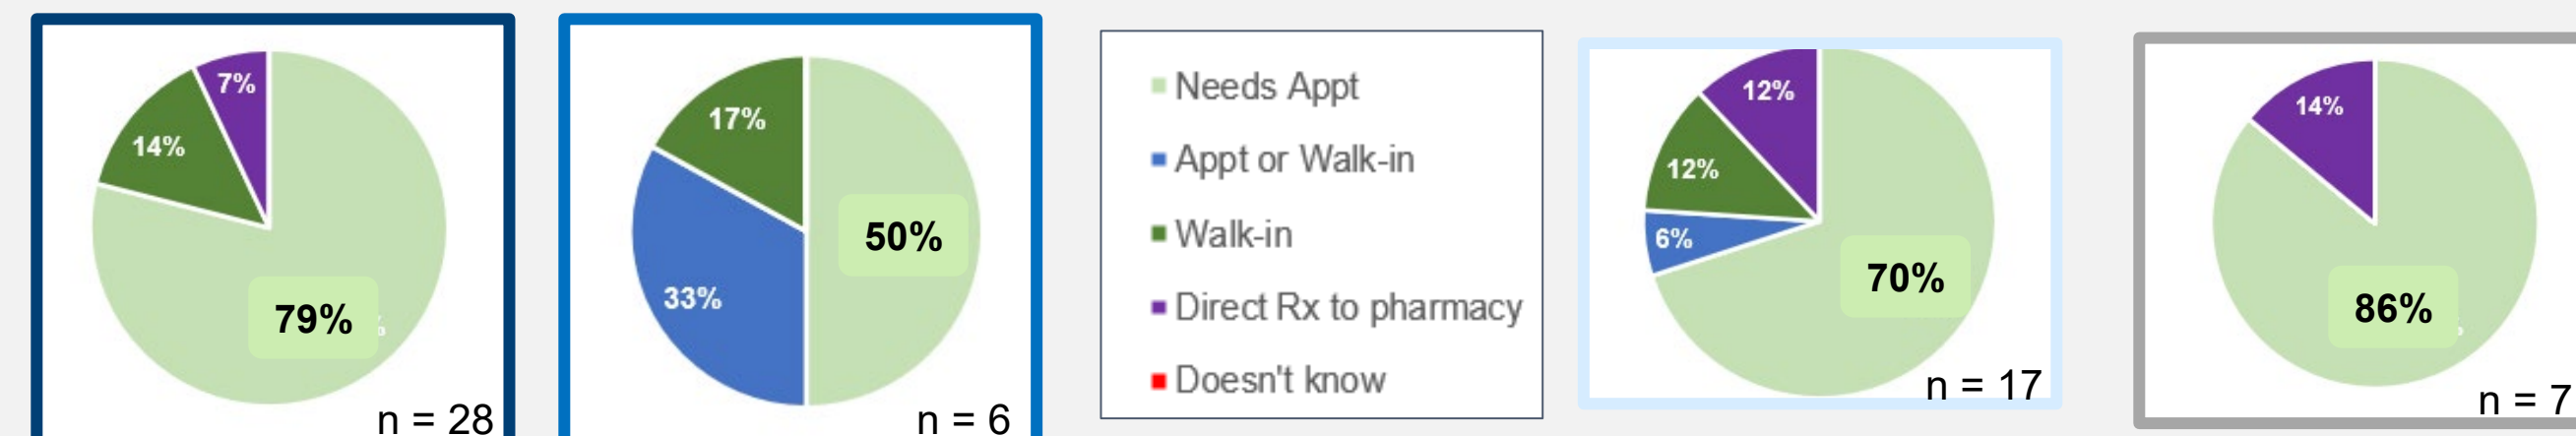 7%
14%
79%
n = 28
17%
50%
33%
n = 6
Needs Appt
Appt or Walk-in
Walk-in
Direct Rx to pharmacy
Doesn't know
12%
12%
6%
70%
n = 17
14%
86%
n = 7